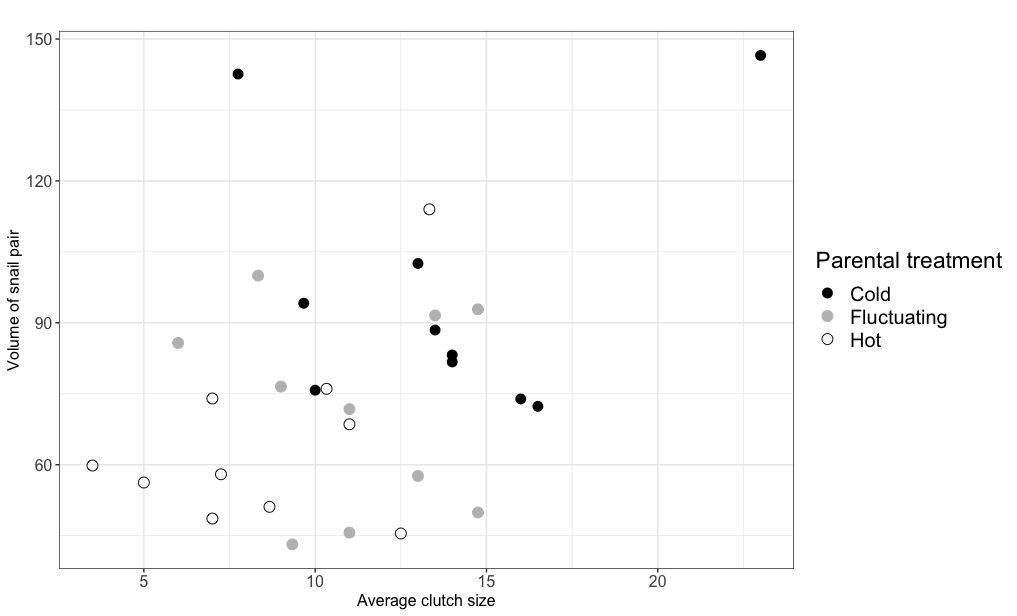 150
120
90
60
Volume of snail pair
5 10 15 20
Average clutch size
Parental treatment
Cold
Fluctuating
Hot